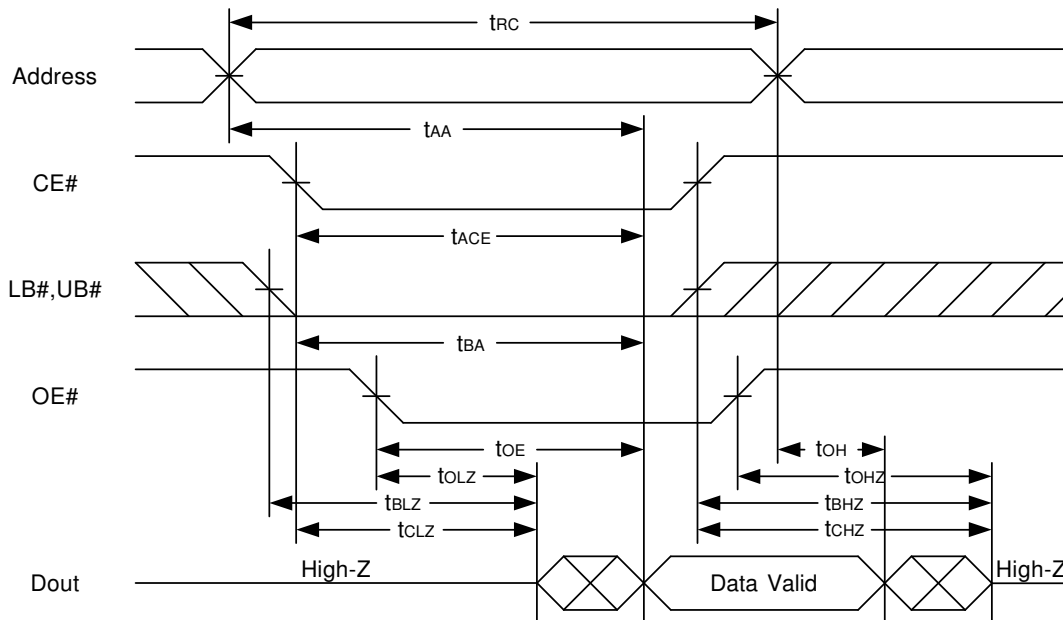 tRC
Address
tAA
CE#
tACE
LB#,UB#
tBA
OE#
tOE
tOH
tOLZ
tOHZ
tBLZ
tBHZ
tCLZ
tCHZ
Dout
High-Z
Data Valid
High-Z